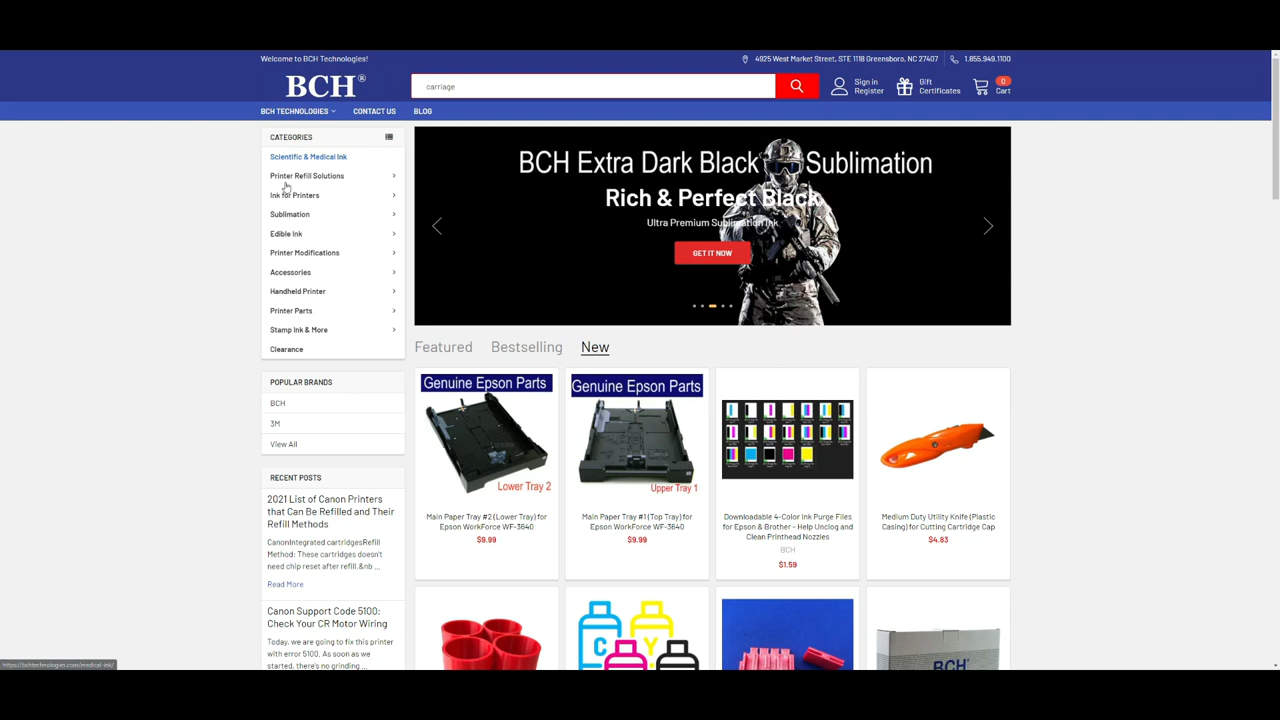 Welcome to BCH Technologies!
4925 West Market Street, STE 1118 Greensboro, NC 27407
1.855.949.1100
BCH®
carriage
Sign in
Register
Gift
Certificates
0
Cart
BCH TECHNOLOGIES
CONTACT US
BLOG
CATEGORIES
Scientific & Medical Ink
Printer Refill Solutions
Ink for Printers
Sublimation
Edible Ink
Printer Modifications
Accessories
Handheld Printer
Printer Parts
Stamp Ink & More
Clearance
BCH Extra Dark Black Sublimation
Rich & Perfect Black
Ultra Premium Sublimation Ink
GET IT NOW
POPULAR BRANDS
BCH
3M
View All
RECENT POSTS
2021 List of Canon Printers
that Can Be Refilled and Their
Refill Methods
CanonIntegrated cartridgesRefill
Method: These cartridges doesn't
need chip reset after refill.&nb ...
Read More
Canon Support Code 5100:
Check Your CR Motor Wiring
Today, we are going to fix this printer
with error 5100. As soon as we
started, there's no grinding ...
Featured
Bestselling
New
Genuine Epson Parts
Lower Tray 2
Main Paper Tray #2 (Lower Tray) for
Epson WorkForce WF-3640
$9.99
Genuine Epson Parts
Upper Tray 1
Main Paper Tray #1 (Top Tray) for
Epson WorkForce WF-3640
$9.99
Downloadable 4-Color Ink Purge Files
for Epson & Brother - Help Unclog and
Clean Printhead Nozzles
BCH
$1.59
Medium Duty Utility Knife (Plastic
Casing) for Cutting Cartridge Cap
$4.83
C
Y
BCH
https://bchtechnologies.com/medical-ink/